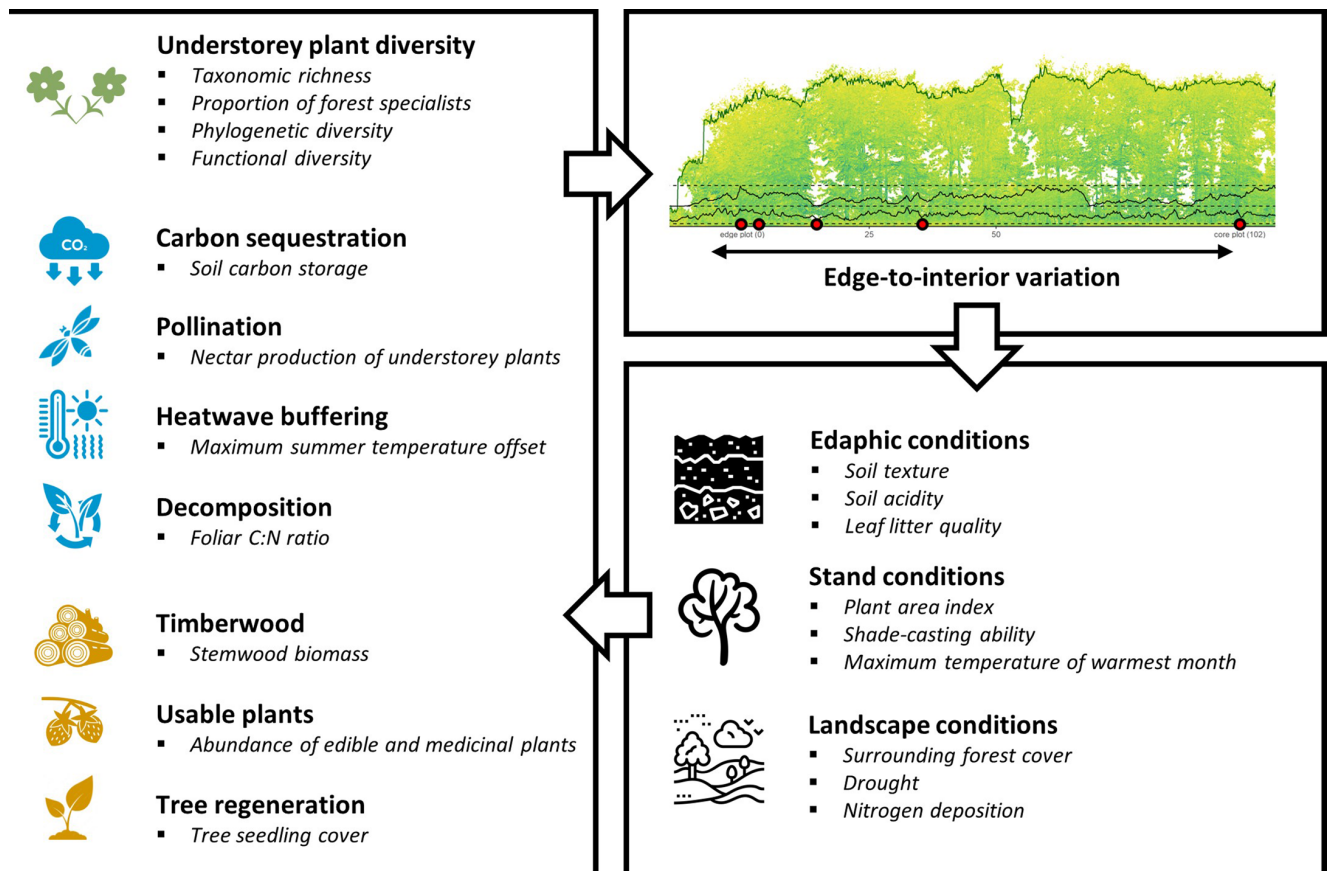 Understorey plant diversity
▪ Taxonomic richness
▪ Proportion of forest specialists
▪ Phylogenetic diversity
▪ Functional diversity
CO₂
Carbon sequestration
▪ Soil carbon storage
Pollination
▪ Nectar production of understorey plants
Heatwave buffering
▪ Maximum summer temperature offset
Decomposition
▪ Foliar C:N ratio
Timberwood
▪ Stemwood biomass
Usable plants
▪ Abundance of edible and medicinal plants
Tree regeneration
▪ Tree seedling cover
edge plot (0) 25 50 core plot (102)
Edge-to-interior variation
Edaphic conditions
▪ Soil texture
▪ Soil acidity
▪ Leaf litter quality
Stand conditions
▪ Plant area index
▪ Shade-casting ability
▪ Maximum temperature of warmest month
Landscape conditions
▪ Surrounding forest cover
▪ Drought
▪ Nitrogen deposition